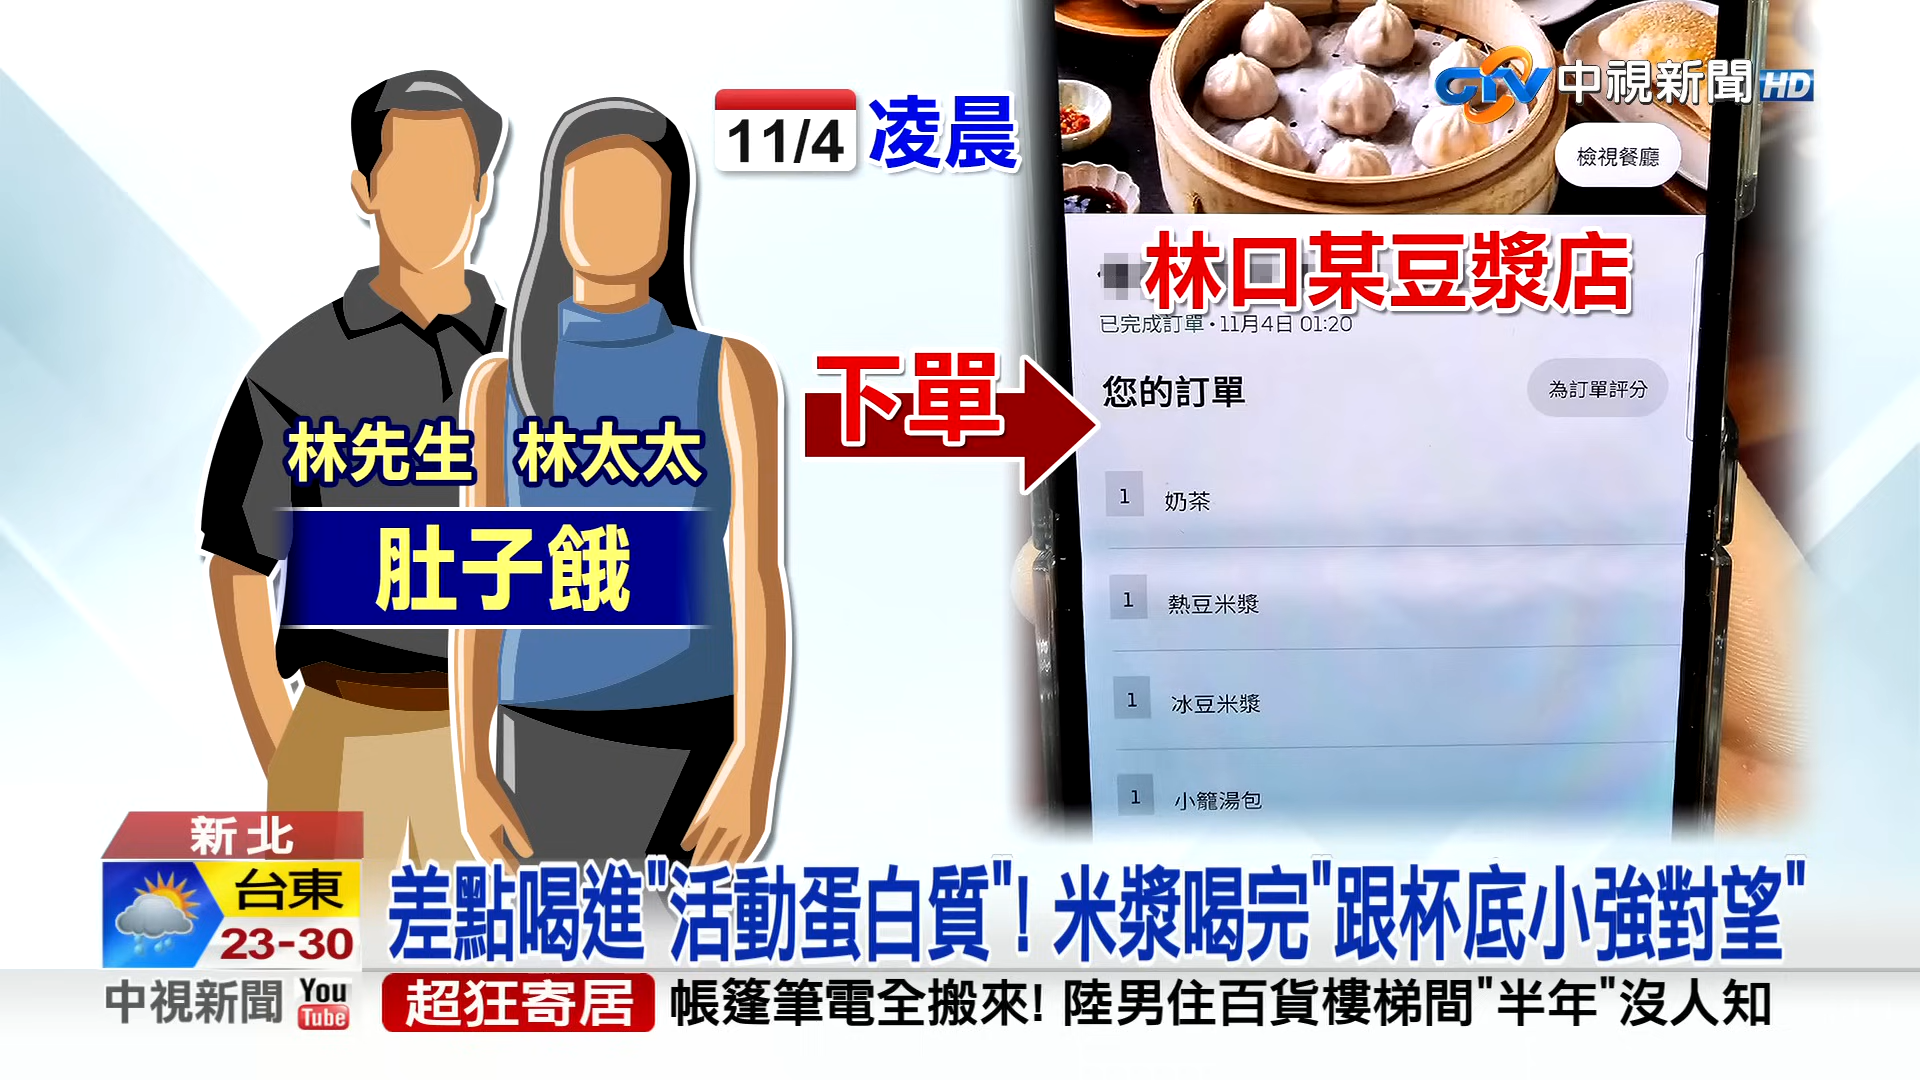 CTV 中視新聞 HD
11/4 凌晨
檢視餐廳
林口某豆漿店
已完成訂單・11月4日 01:20
下單
您的訂單
為訂單評分
林先生 林太太
肚子餓
1 奶茶
1 熱豆米漿
1 冰豆米漿
1 小籠湯包
新北
台東
23-30
差點喝進"活動蛋白質"! 米漿喝完"跟杯底小強對望"
中視新聞 You Tube
超狂寄居 帳篷筆電全搬來! 陸男住百貨樓梯間"半年"沒人知